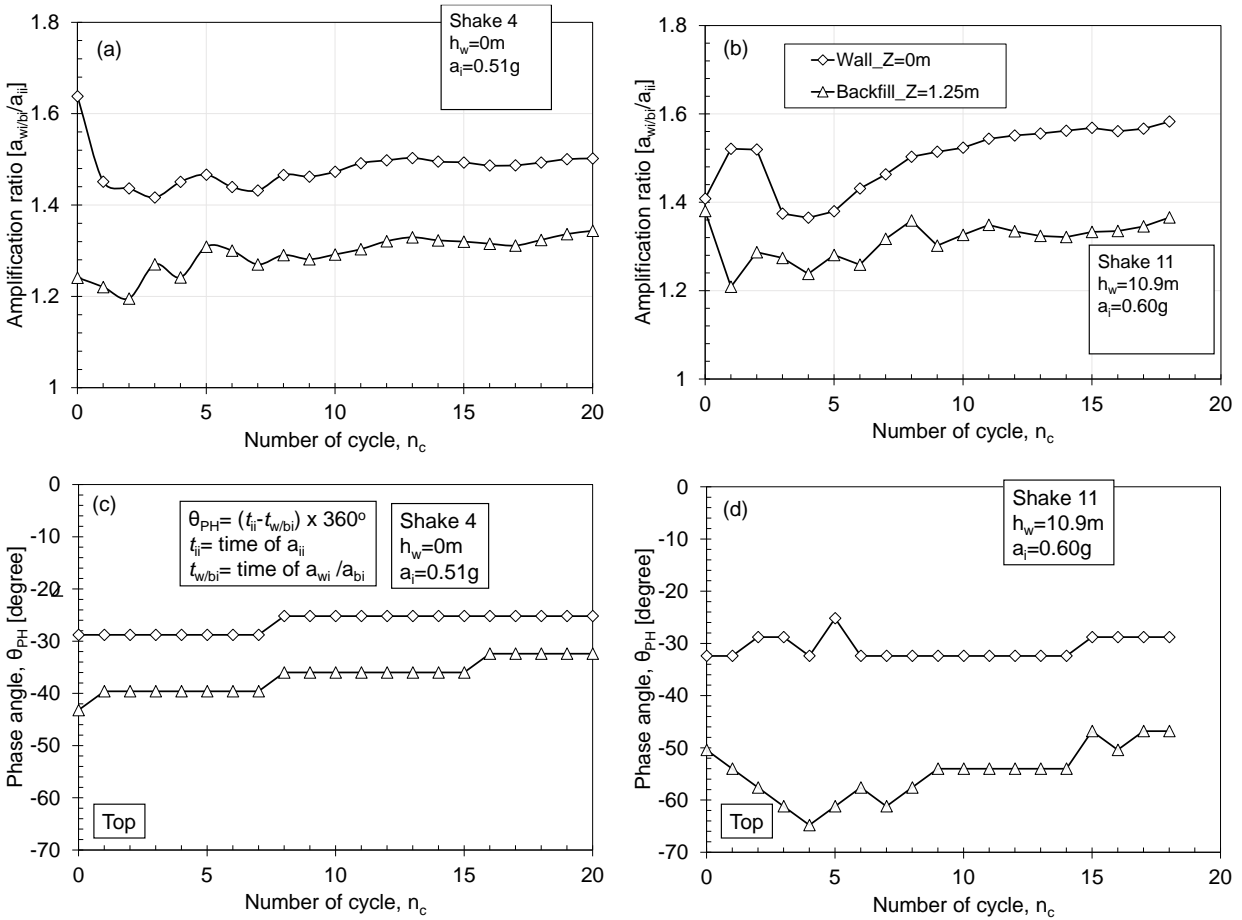 (a)
Shake 4
h_w=0m
a_i=0.51g
Amplification ratio [a_wi/bi/a_ii]
1.8
1.6
1.4
1.2
1
0 5 10 15 20
Number of cycle, n_c
(b)
Wall_Z=0m
Backfill_Z=1.25m
Shake 11
h_w=10.9m
a_i=0.60g
Amplification ratio [a_wi/bi/a_ii]
1.8
1.6
1.4
1.2
1
0 5 10 15 20
Number of cycle, n_c
(c)
θ_PH= (t_ii-t_w/bi) x 360°
t_ii= time of a_ii
t_w/bi= time of a_wi /a_bi
Shake 4
h_w=0m
a_i=0.51g
Phase angle, θ_PH [degree]
0
-10
-20
-30
-40
-50
-60
-70
Top
0 5 10 15 20
Number of cycle, n_c
(d)
Shake 11
h_w=10.9m
a_i=0.60g
Phase angle, θ_PH [degree]
0
-10
-20
-30
-40
-50
-60
-70
Top
0 5 10 15 20
Number of cycle, n_c